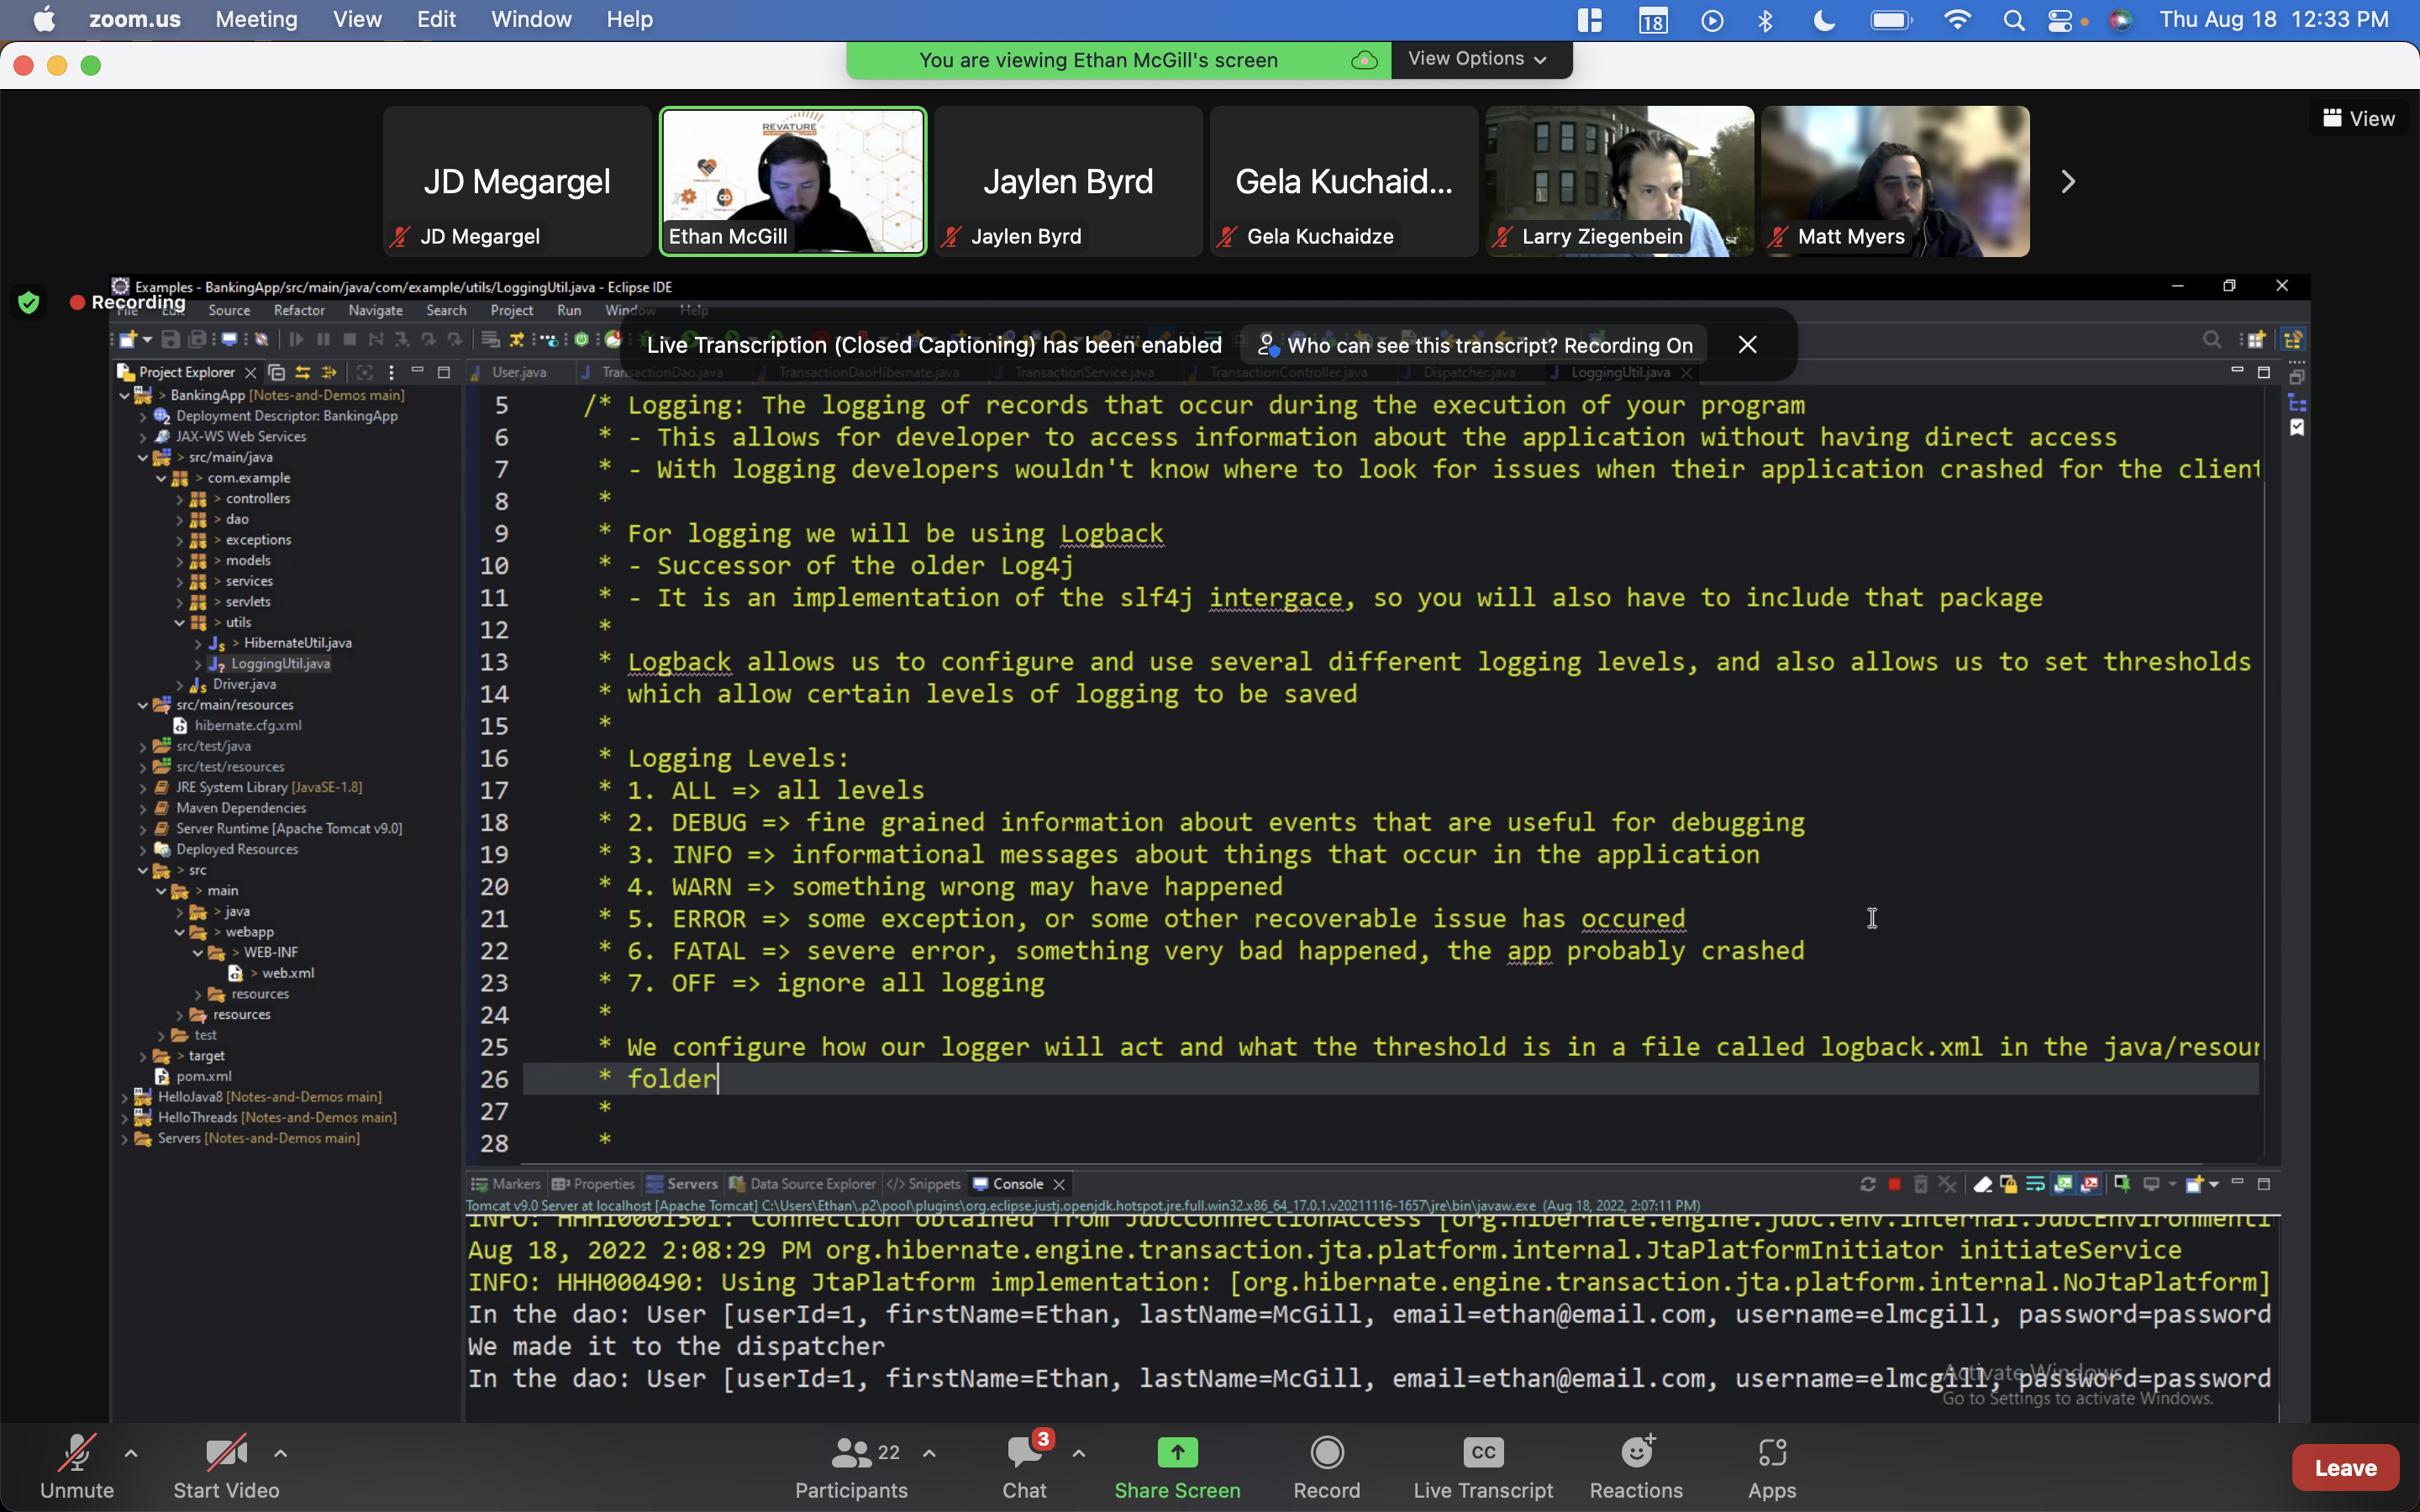 zoom.us Meeting View Edit Window Help
18 Thu Aug 18 12:33 PM
You are viewing Ethan McGill's screen View Options
View
JD Megargel
JD Megargel
REVATURE
Ethan McGill
Jaylen Byrd
Jaylen Byrd
Gela Kuchaid...
Gela Kuchaidze
Larry Ziegenbein
Matt Myers
Recording
Examples - BankingApp/src/main/java/com/example/utils/LoggingUtil.java - Eclipse IDE
File Edit Source Refactor Navigate Search Project Run Window Help
Live Transcription (Closed Captioning) has been enabled Who can see this transcript? Recording On
Project Explorer
User.java TransactionDao.java TransactionDaoHibernate.java TransactionService.java TransactionController.java Dispatcher.java LoggingUtil.java
> BankingApp [Notes-and-Demos main]
Deployment Descriptor: BankingApp
JAX-WS Web Services
> src/main/java
> com.example
> controllers
> dao
> exceptions
> models
> services
> servlets
> utils
> HibernateUtil.java
LoggingUtil.java
Driver.java
src/main/resources
hibernate.cfg.xml
src/test/java
src/test/resources
JRE System Library [JavaSE-1.8]
Maven Dependencies
Server Runtime [Apache Tomcat v9.0]
Deployed Resources
> src
> main
> java
> webapp
> WEB-INF
> web.xml
resources
resources
test
> target
pom.xml
HelloJava8 [Notes-and-Demos main]
HelloThreads [Notes-and-Demos main]
Servers [Notes-and-Demos main]
5 /* Logging: The logging of records that occur during the execution of your program
6 * - This allows for developer to access information about the application without having direct access
7 * - With logging developers wouldn't know where to look for issues when their application crashed for the client
8 *
9 * For logging we will be using Logback
10 * - Successor of the older Log4j
11 * - It is an implementation of the slf4j intergace, so you will also have to include that package
12 *
13 * Logback allows us to configure and use several different logging levels, and also allows us to set thresholds
14 * which allow certain levels of logging to be saved
15 *
16 * Logging Levels:
17 * 1. ALL => all levels
18 * 2. DEBUG => fine grained information about events that are useful for debugging
19 * 3. INFO => informational messages about things that occur in the application
20 * 4. WARN => something wrong may have happened
21 * 5. ERROR => some exception, or some other recoverable issue has occured
22 * 6. FATAL => severe error, something very bad happened, the app probably crashed
23 * 7. OFF => ignore all logging
24 *
25 * We configure how our logger will act and what the threshold is in a file called logback.xml in the java/resour
26 * folder
27 *
28 *
Markers Properties Servers Data Source Explorer Snippets Console
Tomcat v9.0 Server at localhost [Apache Tomcat] C:\Users\Ethan\.p2\pool\plugins\org.eclipse.justj.openjdk.hotspot.jre.full.win32.x86_64_17.0.1.v20211116-1657\jre\bin\javaw.exe (Aug 18, 2022, 2:07:11 PM)
INFO: HHH10001501: Connection obtained from JdbcConnectionAccess [org.hibernate.engine.jdbc.env.internal.JdbcEnvironmentI
Aug 18, 2022 2:08:29 PM org.hibernate.engine.transaction.jta.platform.internal.JtaPlatformInitiator initiateService
INFO: HHH000490: Using JtaPlatform implementation: [org.hibernate.engine.transaction.jta.platform.internal.NoJtaPlatform]
In the dao: User [userId=1, firstName=Ethan, lastName=McGill, email=ethan@email.com, username=elmcgill, password=password
We made it to the dispatcher
In the dao: User [userId=1, firstName=Ethan, lastName=McGill, email=ethan@email.com, username=elmcgill, password=password
Activate Windows
Go to Settings to activate Windows.
Unmute Start Video 22 Participants 3 Chat Share Screen Record CC Live Transcript Reactions Apps Leave